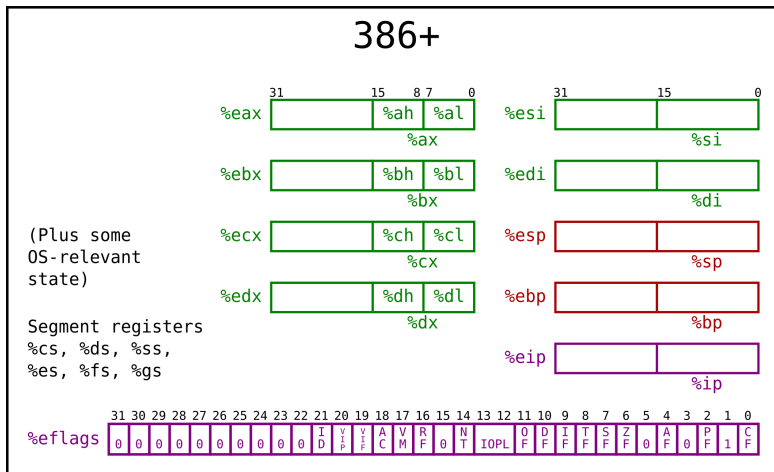 386+
31 15 8 7 0 31 15 0
%eax %ah %al %esi
%ax %si
%ebx %bh %bl %edi
%bx %di
%ecx %ch %cl %esp
%cx %sp
%edx %dh %dl %ebp
%dx %bp
%eip
%ip
(Plus some
OS-relevant
state)
Segment registers
%cs, %ds, %ss,
%es, %fs, %gs
31 30 29 28 27 26 25 24 23 22 21 20 19 18 17 16 15 14 13 12 11 10 9 8 7 6 5 4 3 2 1 0
%eflags 0 0 0 0 0 0 0 0 0 0 ID VIP VIF AC VM RF 0 NT IOPL OF DF IF TF SF ZF 0 AF 0 PF 1 CF